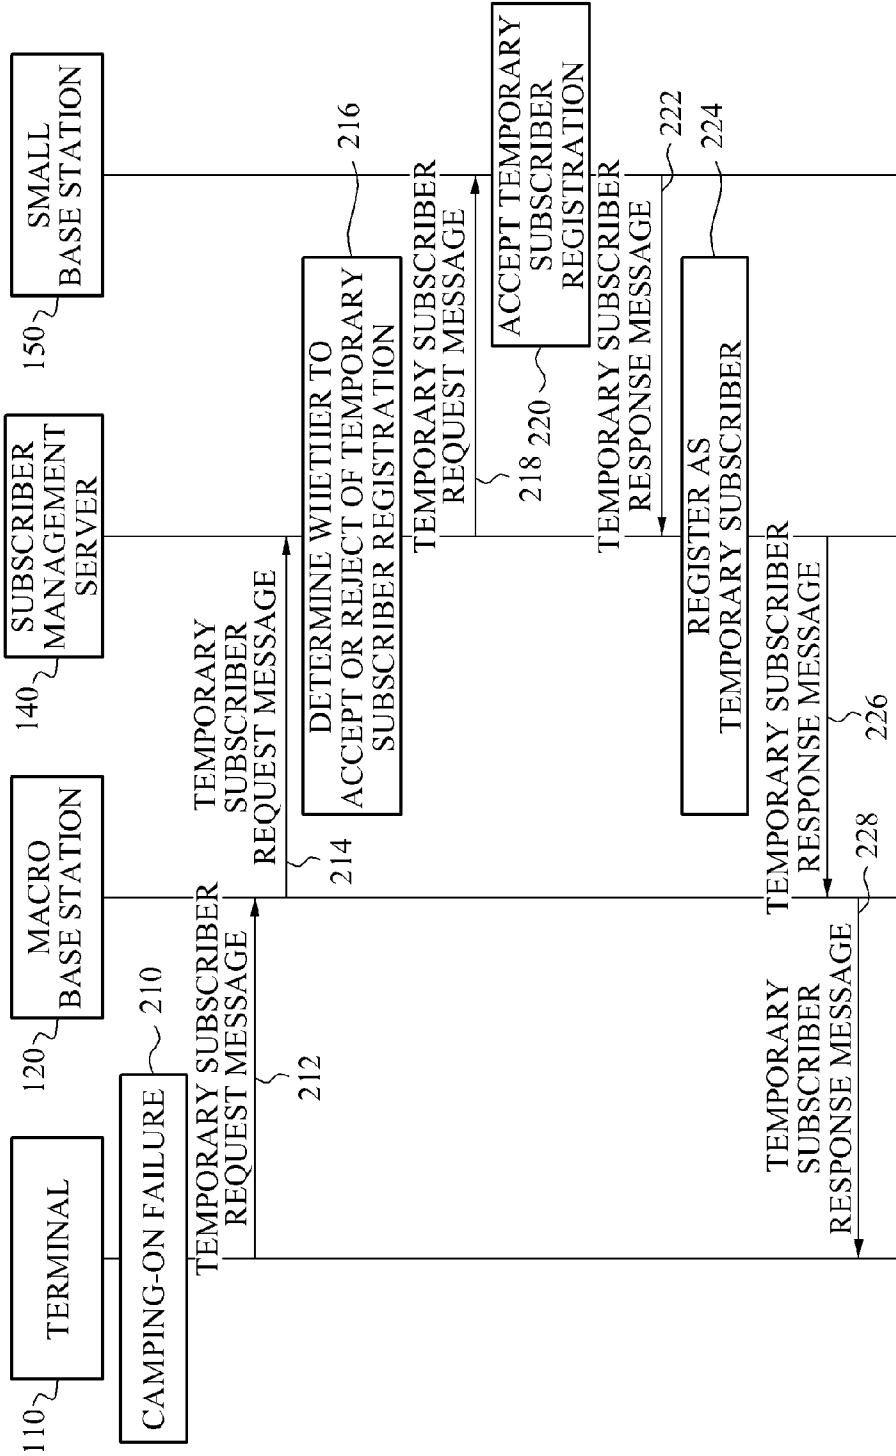 110
TERMINAL
120
MACRO
BASE STATION
140
SUBSCRIBER
MANAGEMENT
SERVER
150
SMALL
BASE STATION
CAMPING-ON FAILURE
210
TEMPORARY SUBSCRIBER
REQUEST MESSAGE
212
TEMPORARY
SUBSCRIBER
REQUEST MESSAGE
214
DETERMINE WIIETIIER TO
ACCEPT OR REJECT OF TEMPORARY
SUBSCRIBER REGISTRATION
216
TEMPORARY SUBSCRIBER
REQUEST MESSAGE
218
ACCEPT TEMPORARY
SUBSCRIBER
REGISTRATION
220
TEMPORARY SUBSCRIBER
RESPONSE MESSAGE
222
REGISTER AS
TEMPORARY SUBSCRIBER
224
TEMPORARY SUBSCRIBER
RESPONSE MESSAGE
226
TEMPORARY
SUBSCRIBER
RESPONSE MESSAGE
228